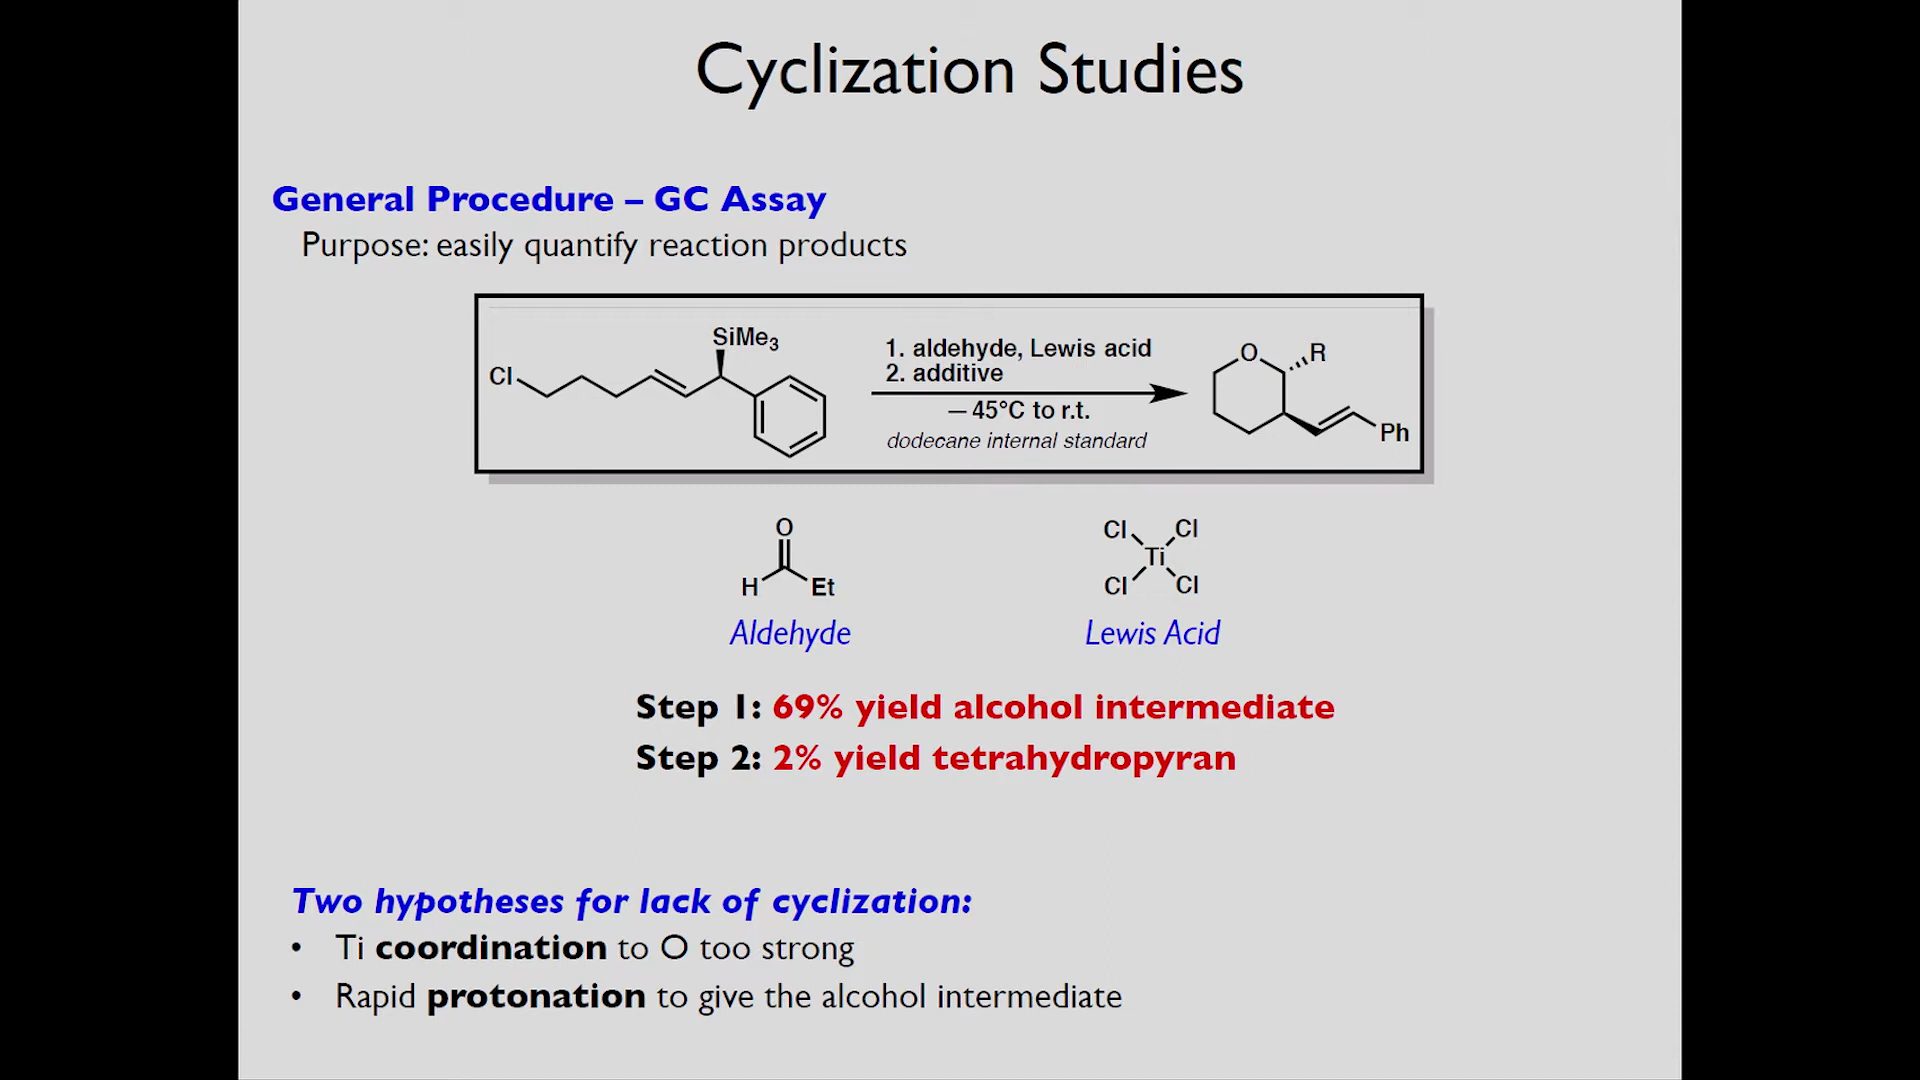 Cyclization Studies
General Procedure – GC Assay
Purpose: easily quantify reaction products
SiMe3
Cl
1. aldehyde, Lewis acid
2. additive
— 45°C to r.t.
dodecane internal standard
O
R
Ph
O
H
Et
Aldehyde
Cl
Cl
Ti
Cl
Cl
Lewis Acid
Step 1: 69% yield alcohol intermediate
Step 2: 2% yield tetrahydropyran
Two hypotheses for lack of cyclization:
• Ti coordination to O too strong
• Rapid protonation to give the alcohol intermediate